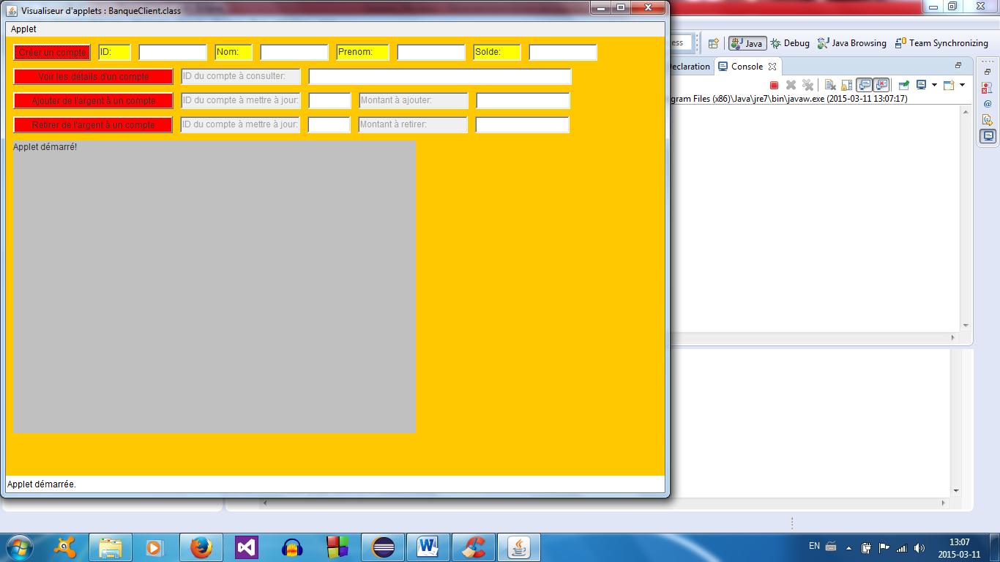 Visualiseur d'applets : BanqueClient.class
Applet
Créer un compte ID: Nom: Prenom: Solde:
Voir les détails d'un compte ID du compte à consulter:
Ajouter de l'argent à un compte ID du compte à mettre à jour: Montant à ajouter:
Retirer de l'argent à un compte ID du compte à mettre à jour: Montant à retirer:
Applet démarré!
Applet démarrée.
ess Java Debug Java Browsing Team Synchronizing
eclaration Console
gram Files (x86)\Java\jre7\bin\javaw.exe (2015-03-11 13:07:17)
EN 13:07
2015-03-11